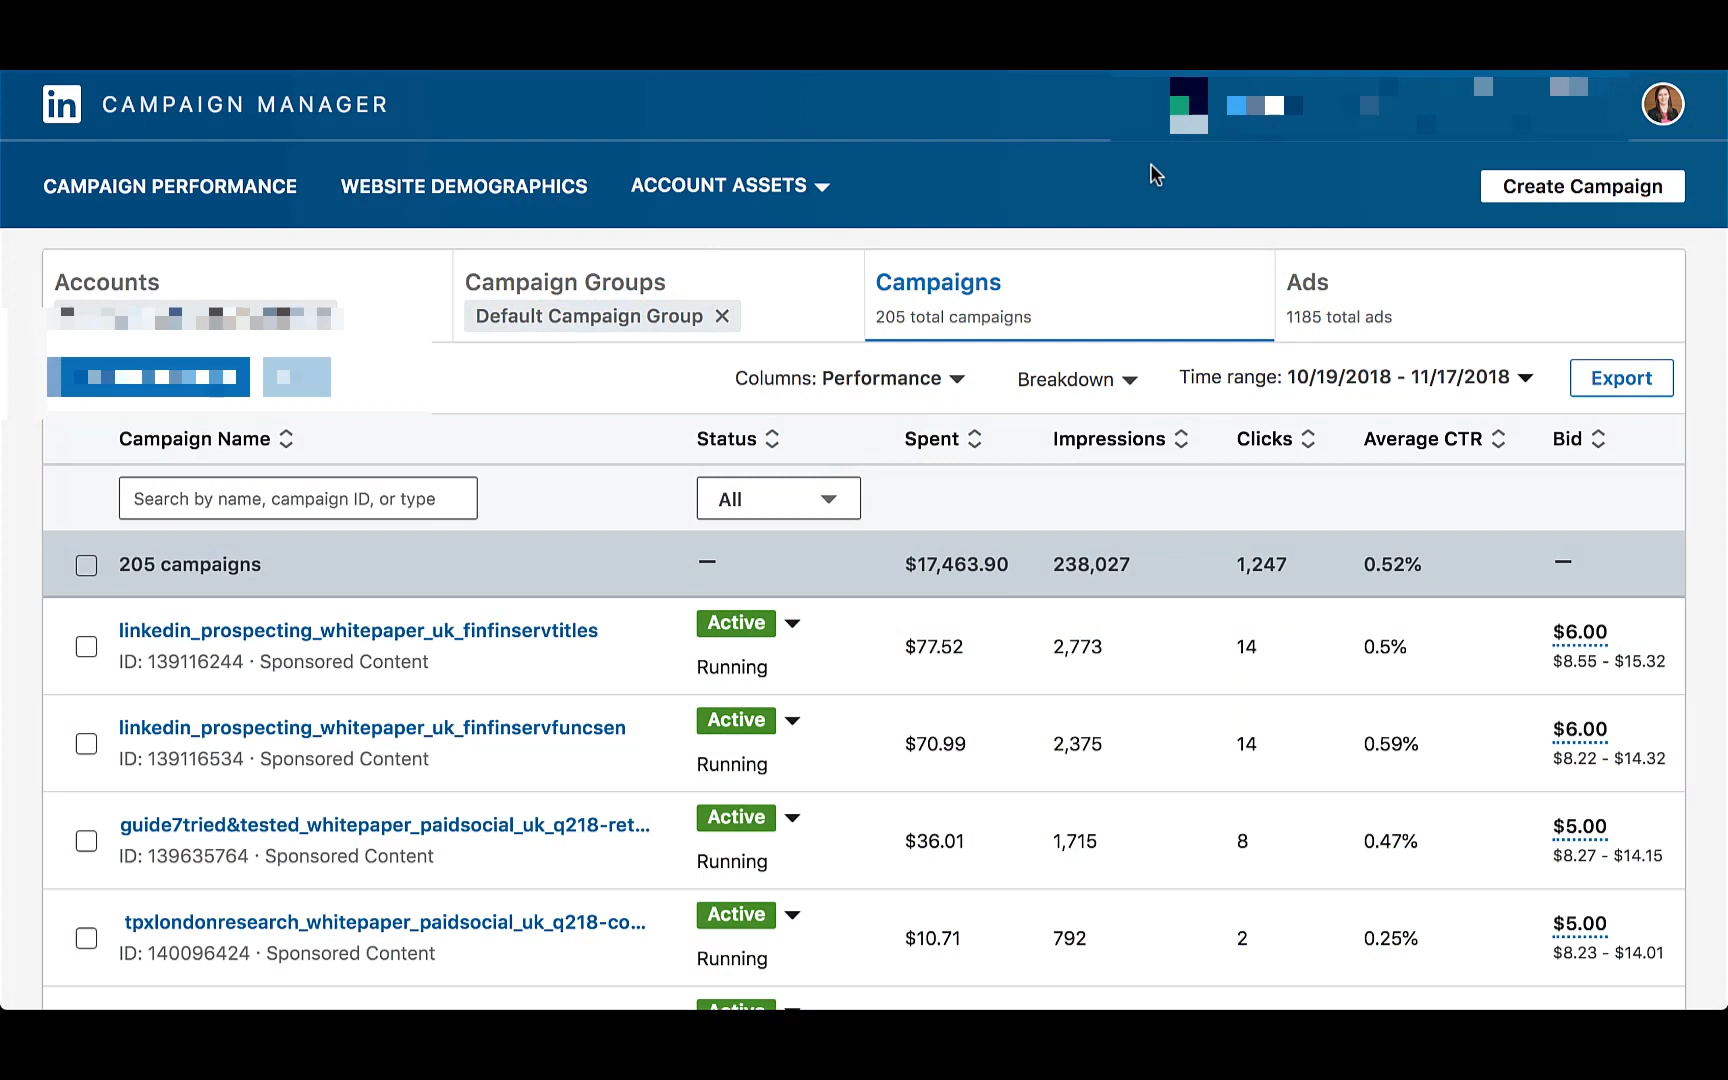 in CAMPAIGN MANAGER
CAMPAIGN PERFORMANCE WEBSITE DEMOGRAPHICS ACCOUNT ASSETS Create Campaign
Accounts Campaign Groups Campaigns Ads
Default Campaign Group 205 total campaigns 1185 total ads
Columns: Performance Breakdown Time range: 10/19/2018 - 11/17/2018 Export
Campaign Name Status Spent Impressions Clicks Average CTR Bid
Search by name, campaign ID, or type All
205 campaigns — $17,463.90 238,027 1,247 0.52% —
linkedin_prospecting_whitepaper_uk_finfinservtitles Active $6.00
ID: 139116244 · Sponsored Content Running $77.52 2,773 14 0.5% $8.55 - $15.32
linkedin_prospecting_whitepaper_uk_finfinservfuncsen Active $6.00
ID: 139116534 · Sponsored Content Running $70.99 2,375 14 0.59% $8.22 - $14.32
guide7tried&tested_whitepaper_paidsocial_uk_q218-ret... Active $5.00
ID: 139635764 · Sponsored Content Running $36.01 1,715 8 0.47% $8.27 - $14.15
tpxlondonresearch_whitepaper_paidsocial_uk_q218-co... Active $5.00
ID: 140096424 · Sponsored Content Running $10.71 792 2 0.25% $8.23 - $14.01
Active